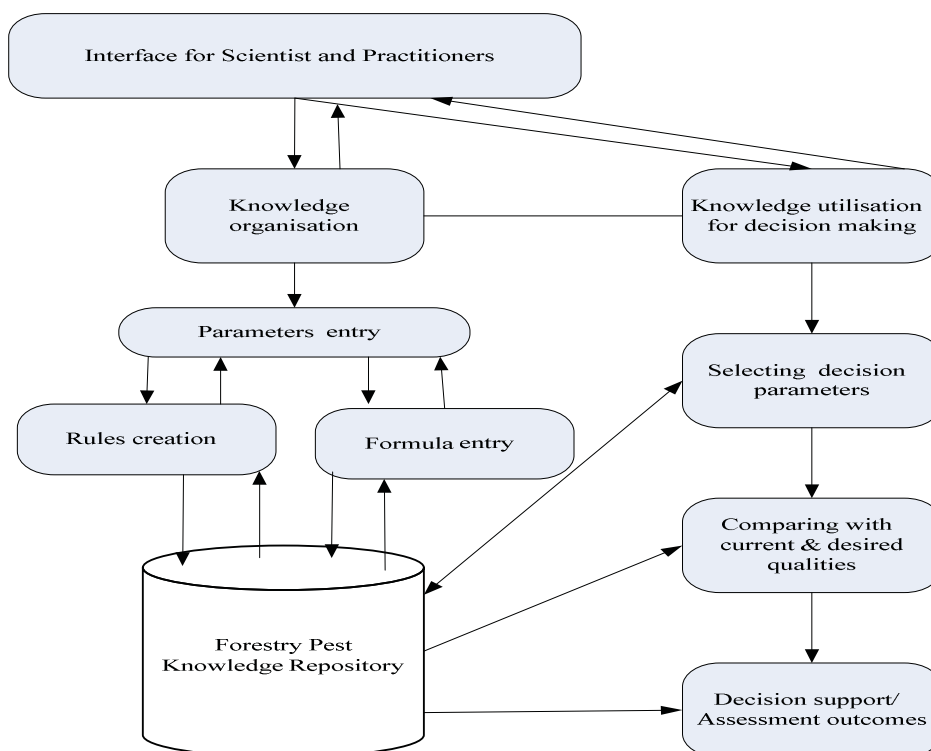 Interface for Scientist and Practitioners
Knowledge
organisation
Knowledge utilisation
for decision making
Parameters entry
Selecting decision
parameters
Rules creation
Formula entry
Comparing with
current & desired
qualities
Forestry Pest
Knowledge Repository
Decision support/
Assessment outcomes